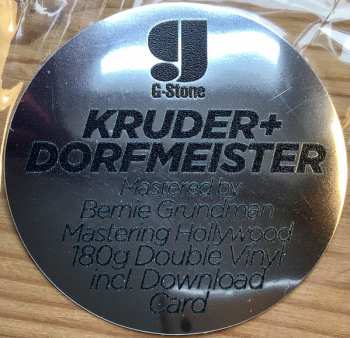 g
G-Stone
KRUDER+
DORFMEISTER
Mastered by
Bernie Grundman
Mastering Hollywood
180g Double Vinyl
incl. Download
Card